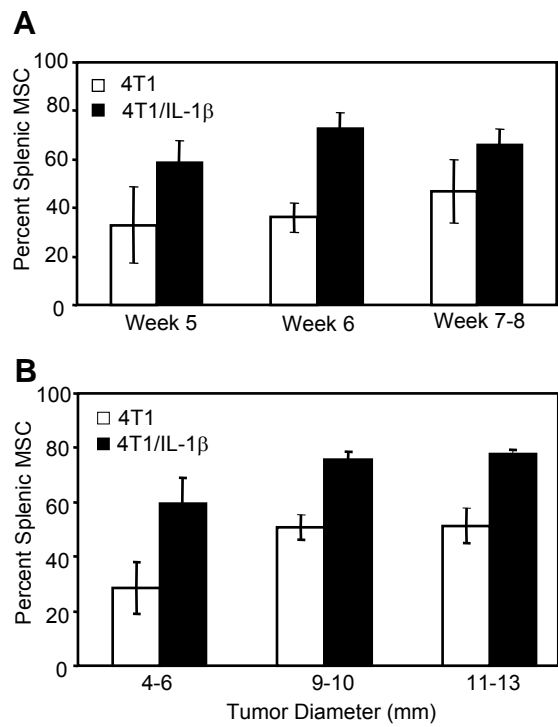 A
Percent Splenic MSC
100
80
60
40
20
0
4T1
4T1/IL-1β
Week 5 Week 6 Week 7-8
B
Percent Splenic MSC
100
80
60
40
20
0
4T1
4T1/IL-1β
4-6 9-10 11-13
Tumor Diameter (mm)